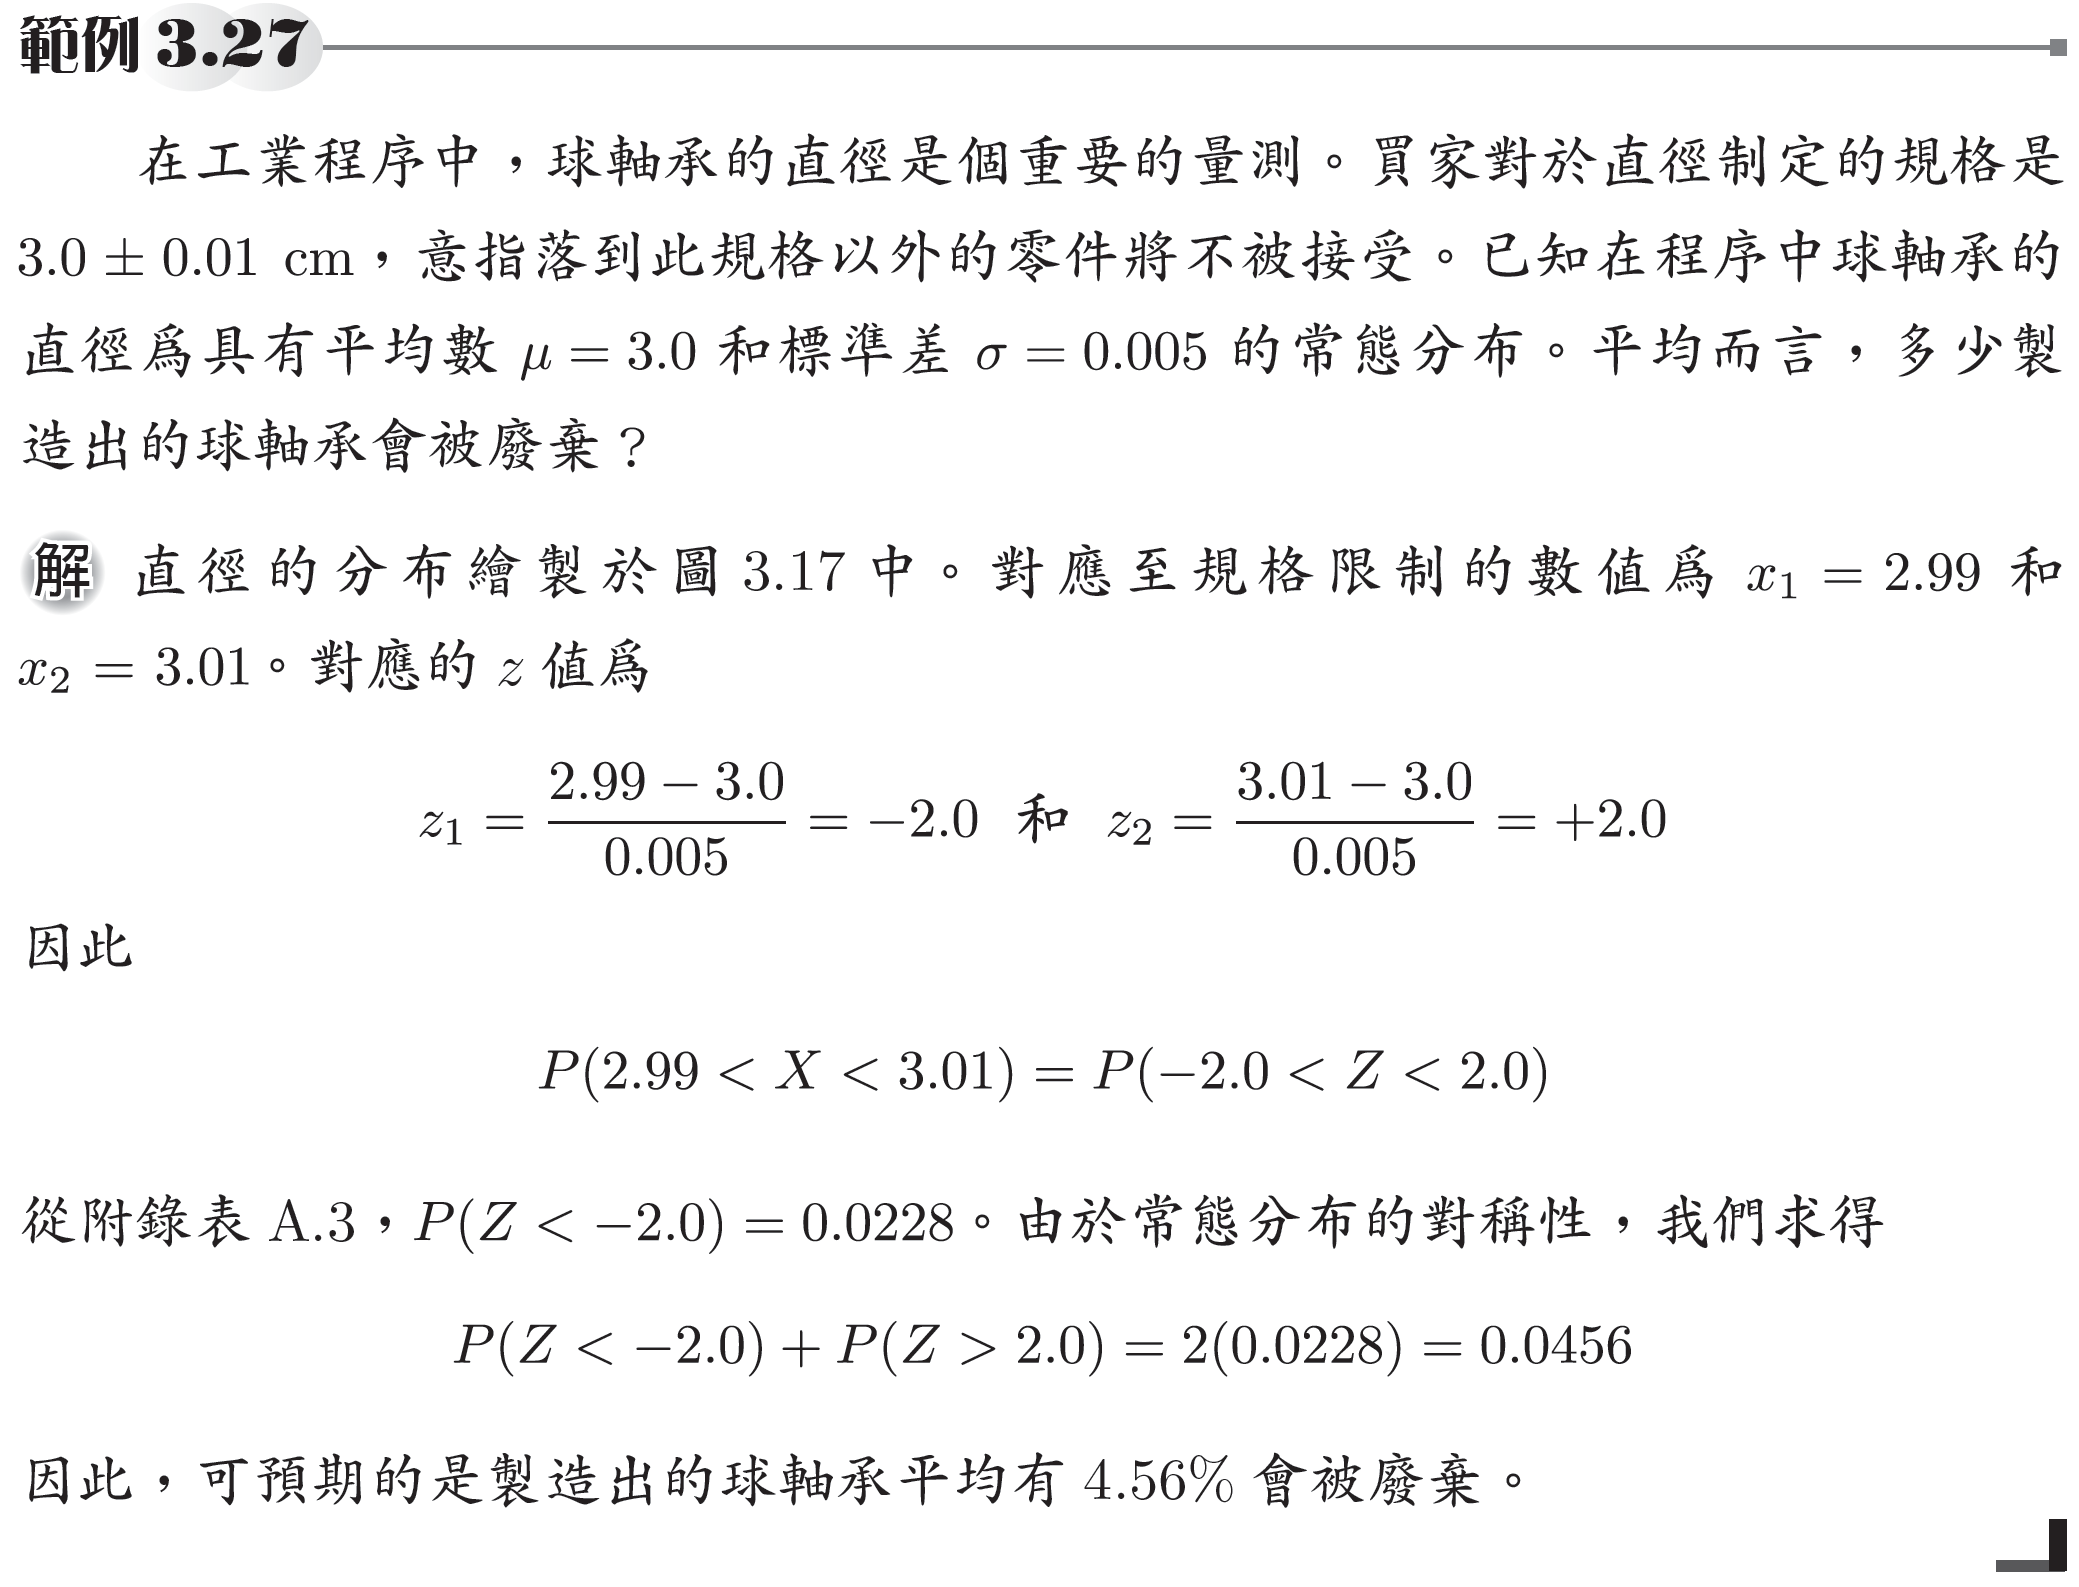 範例 3.27
在工業程序中，球軸承的直徑是個重要的量測。買家對於直徑制定的規格是
3.0 ± 0.01 cm，意指落到此規格以外的零件將不被接受。已知在程序中球軸承的
直徑爲具有平均數 μ = 3.0 和標準差 σ = 0.005 的常態分布。平均而言，多少製
造出的球軸承會被廢棄？
解 直徑的分布繪製於圖 3.17 中。對應至規格限制的數值爲 x₁ = 2.99 和
x₂ = 3.01。對應的 z 值爲
z₁ = (2.99 − 3.0)/0.005 = −2.0 和 z₂ = (3.01 − 3.0)/0.005 = +2.0
因此
P(2.99 < X < 3.01) = P(−2.0 < Z < 2.0)
從附錄表 A.3，P(Z < −2.0) = 0.0228。由於常態分布的對稱性，我們求得
P(Z < −2.0) + P(Z > 2.0) = 2(0.0228) = 0.0456
因此，可預期的是製造出的球軸承平均有 4.56% 會被廢棄。